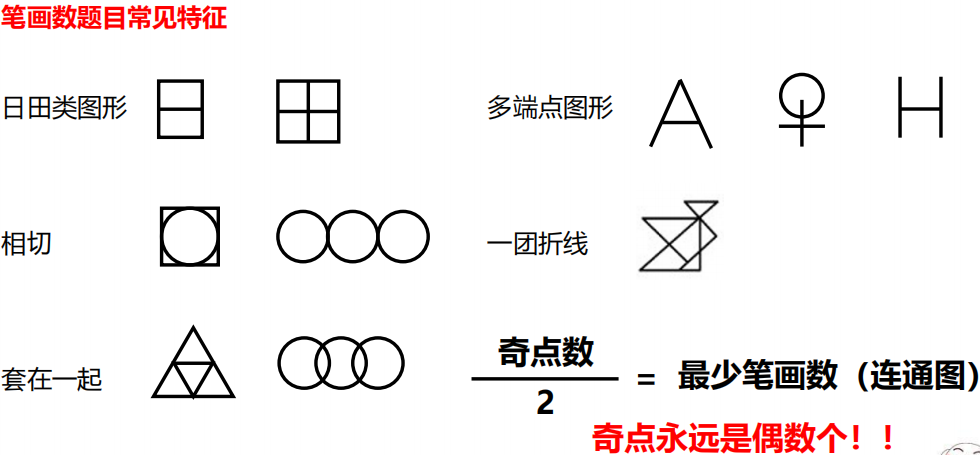 笔画数题目常见特征
日田类图形
多端点图形
相切
一团折线
套在一起
奇点数
2
= 最少笔画数（连通图）
奇点永远是偶数个！！